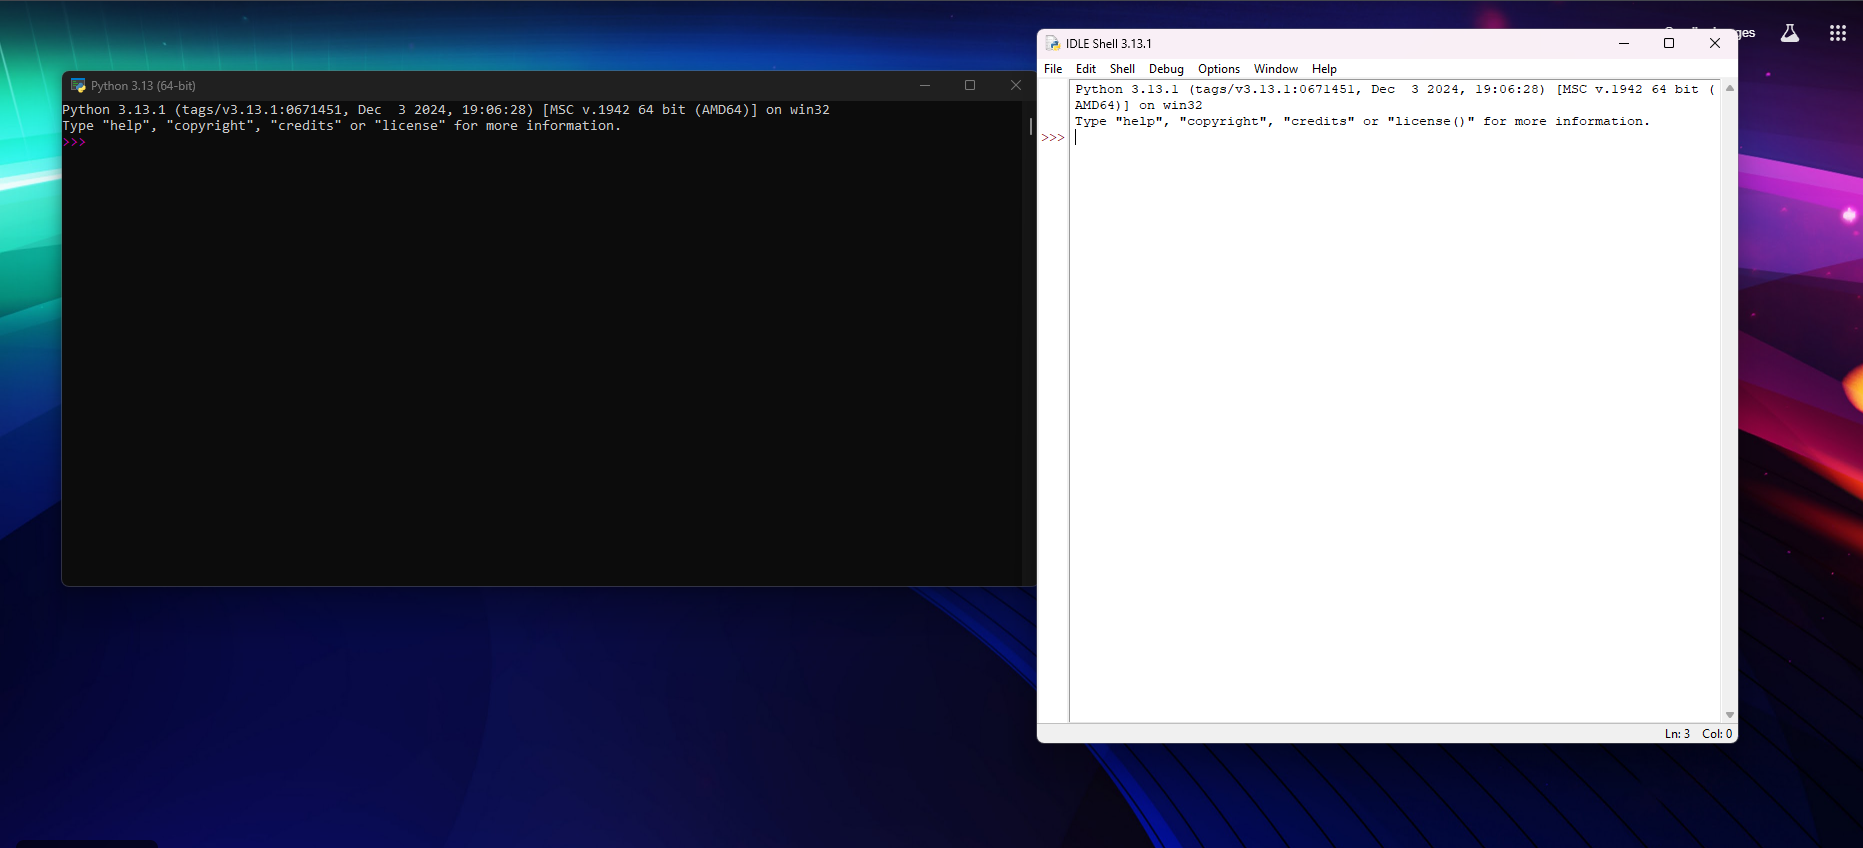 Python 3.13 (64-bit)
Python 3.13.1 (tags/v3.13.1:0671451, Dec  3 2024, 19:06:28) [MSC v.1942 64 bit (AMD64)] on win32
Type "help", "copyright", "credits" or "license" for more information.
>>>
IDLE Shell 3.13.1
File Edit Shell Debug Options Window Help
Python 3.13.1 (tags/v3.13.1:0671451, Dec  3 2024, 19:06:28) [MSC v.1942 64 bit (
AMD64)] on win32
Type "help", "copyright", "credits" or "license()" for more information.
>>>
Ln: 3 Col: 0